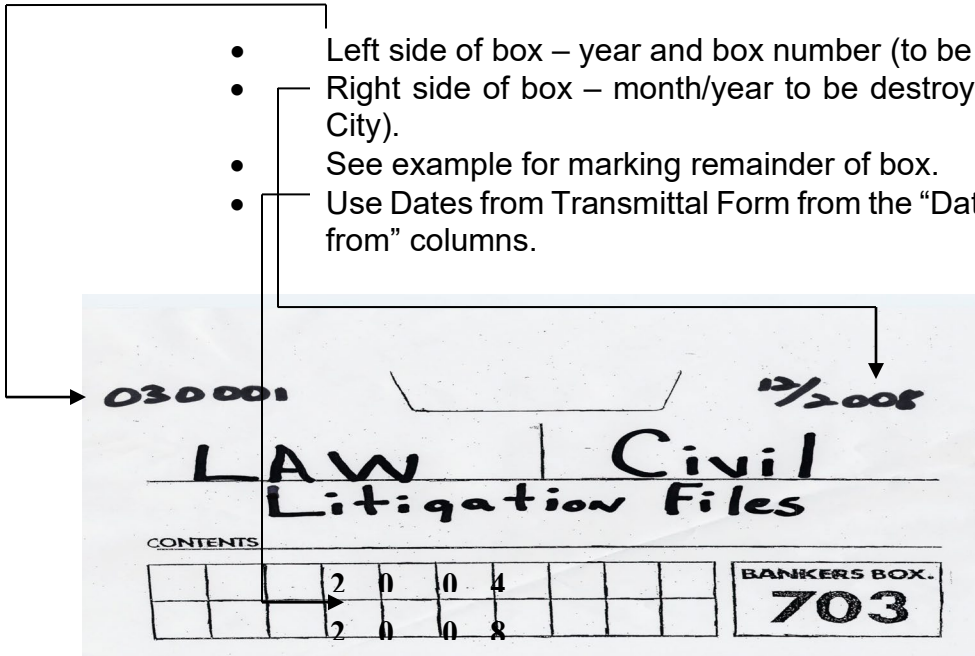 • Left side of box – year and box number (to be
• Right side of box – month/year to be destroy
City).
• See example for marking remainder of box.
• Use Dates from Transmittal Form from the “Dat
from” columns.
030001
12/2008
LAW | Civil
Litigation Files
CONTENTS
2 0 0 4
2 0 0 8
BANKERS BOX.
703